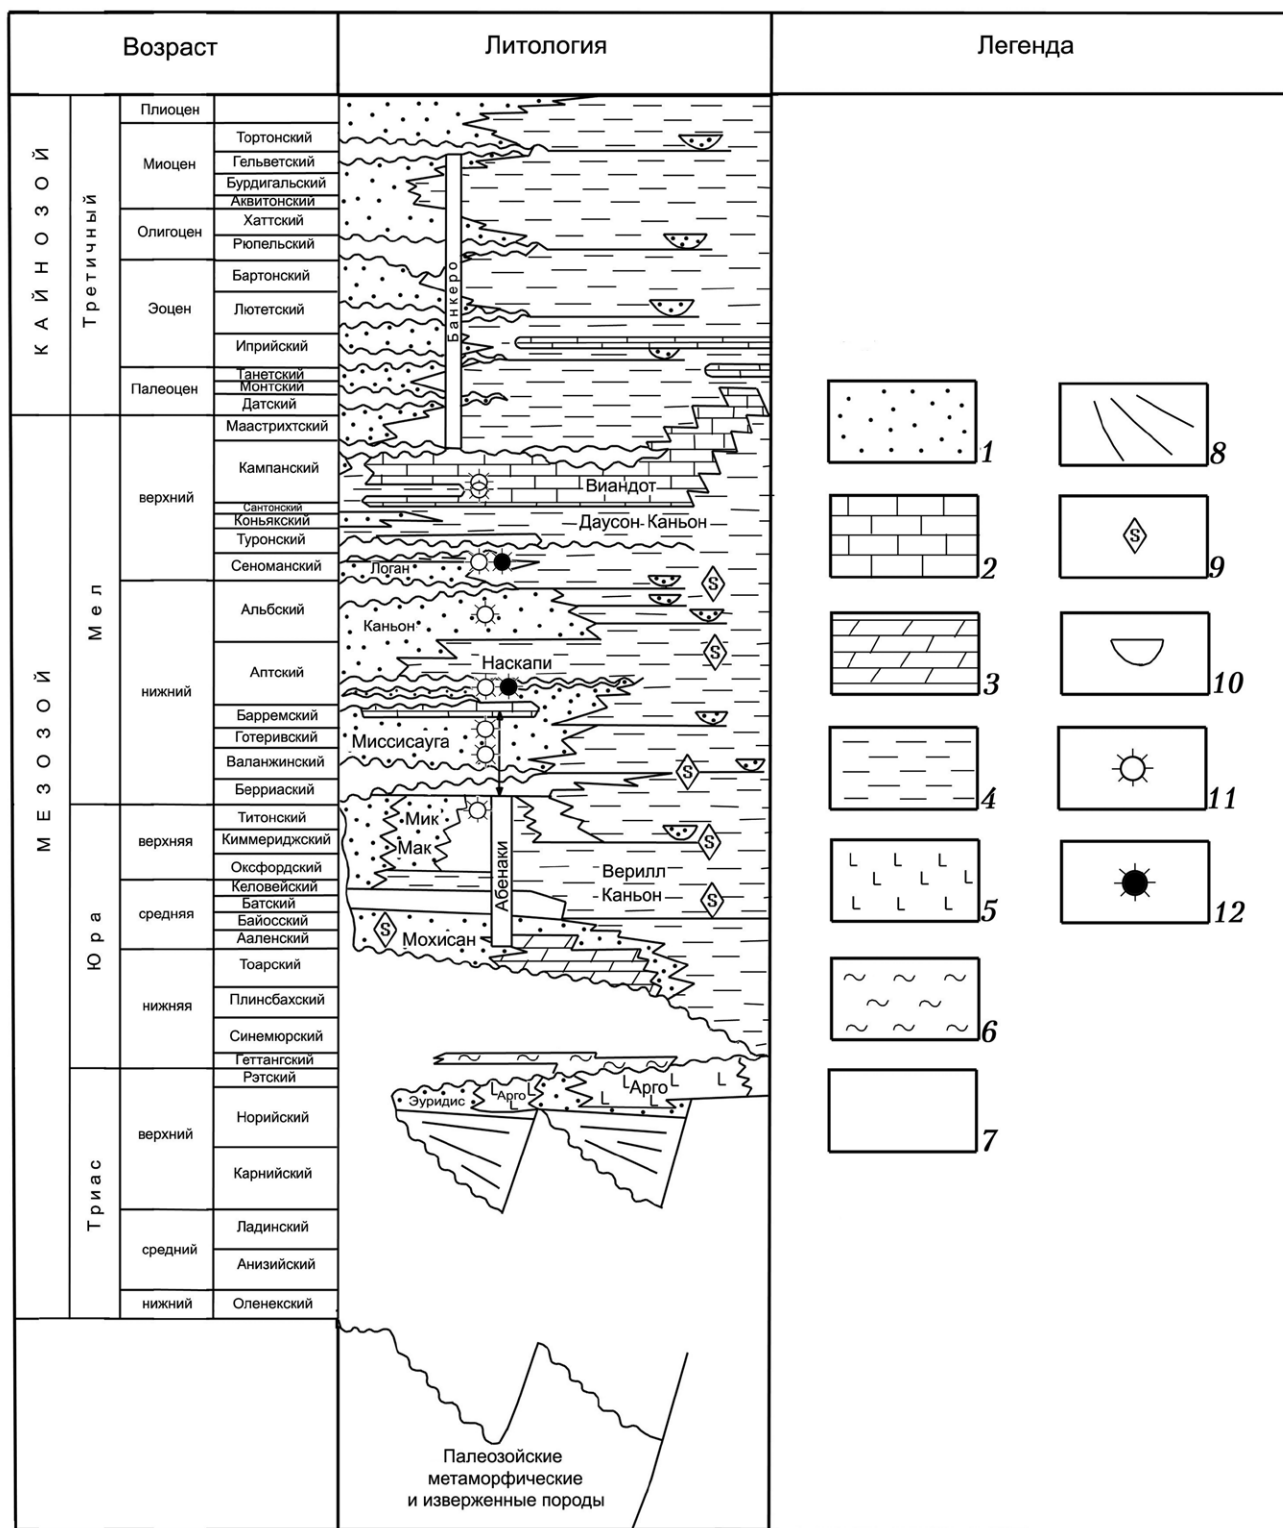 Возраст
Литология
Легенда
КАЙНОЗОЙ
МЕЗОЗОЙ
Третичный
Мел
Юра
Триас
Плиоцен
Миоцен
Олигоцен
Эоцен
Палеоцен
верхний
нижний
верхняя
средняя
нижняя
верхний
средний
нижний
Тортонский
Гельветский
Бурдигальский
Аквитонский
Хаттский
Рюпельский
Бартонский
Лютетский
Иприйский
Танетский
Монтский
Датский
Маастрихтский
Кампанский
Сантонский
Коньякский
Туронский
Сеноманский
Альбский
Аптский
Барремский
Готеривский
Валанжинский
Берриаский
Титонский
Киммериджский
Оксфордский
Келовейский
Батский
Байосский
Ааленский
Тоарский
Плинсбахский
Синемюрский
Геттангский
Рэтский
Норийский
Карнийский
Ладинский
Анизийский
Оленекский
Банкеро
Виандот
Даусон-Каньон
Логан
S
Каньон
S
Наскапи
Миссисауга
S
Мик
Мак
S
Абенаки
Верилл
Каньон
S
S
Мохисан
Эуридис
Арго
Арго
Палеозойские
метаморфические
и изверженные породы
1
2
3
4
5
6
7
8
S
9
10
11
12